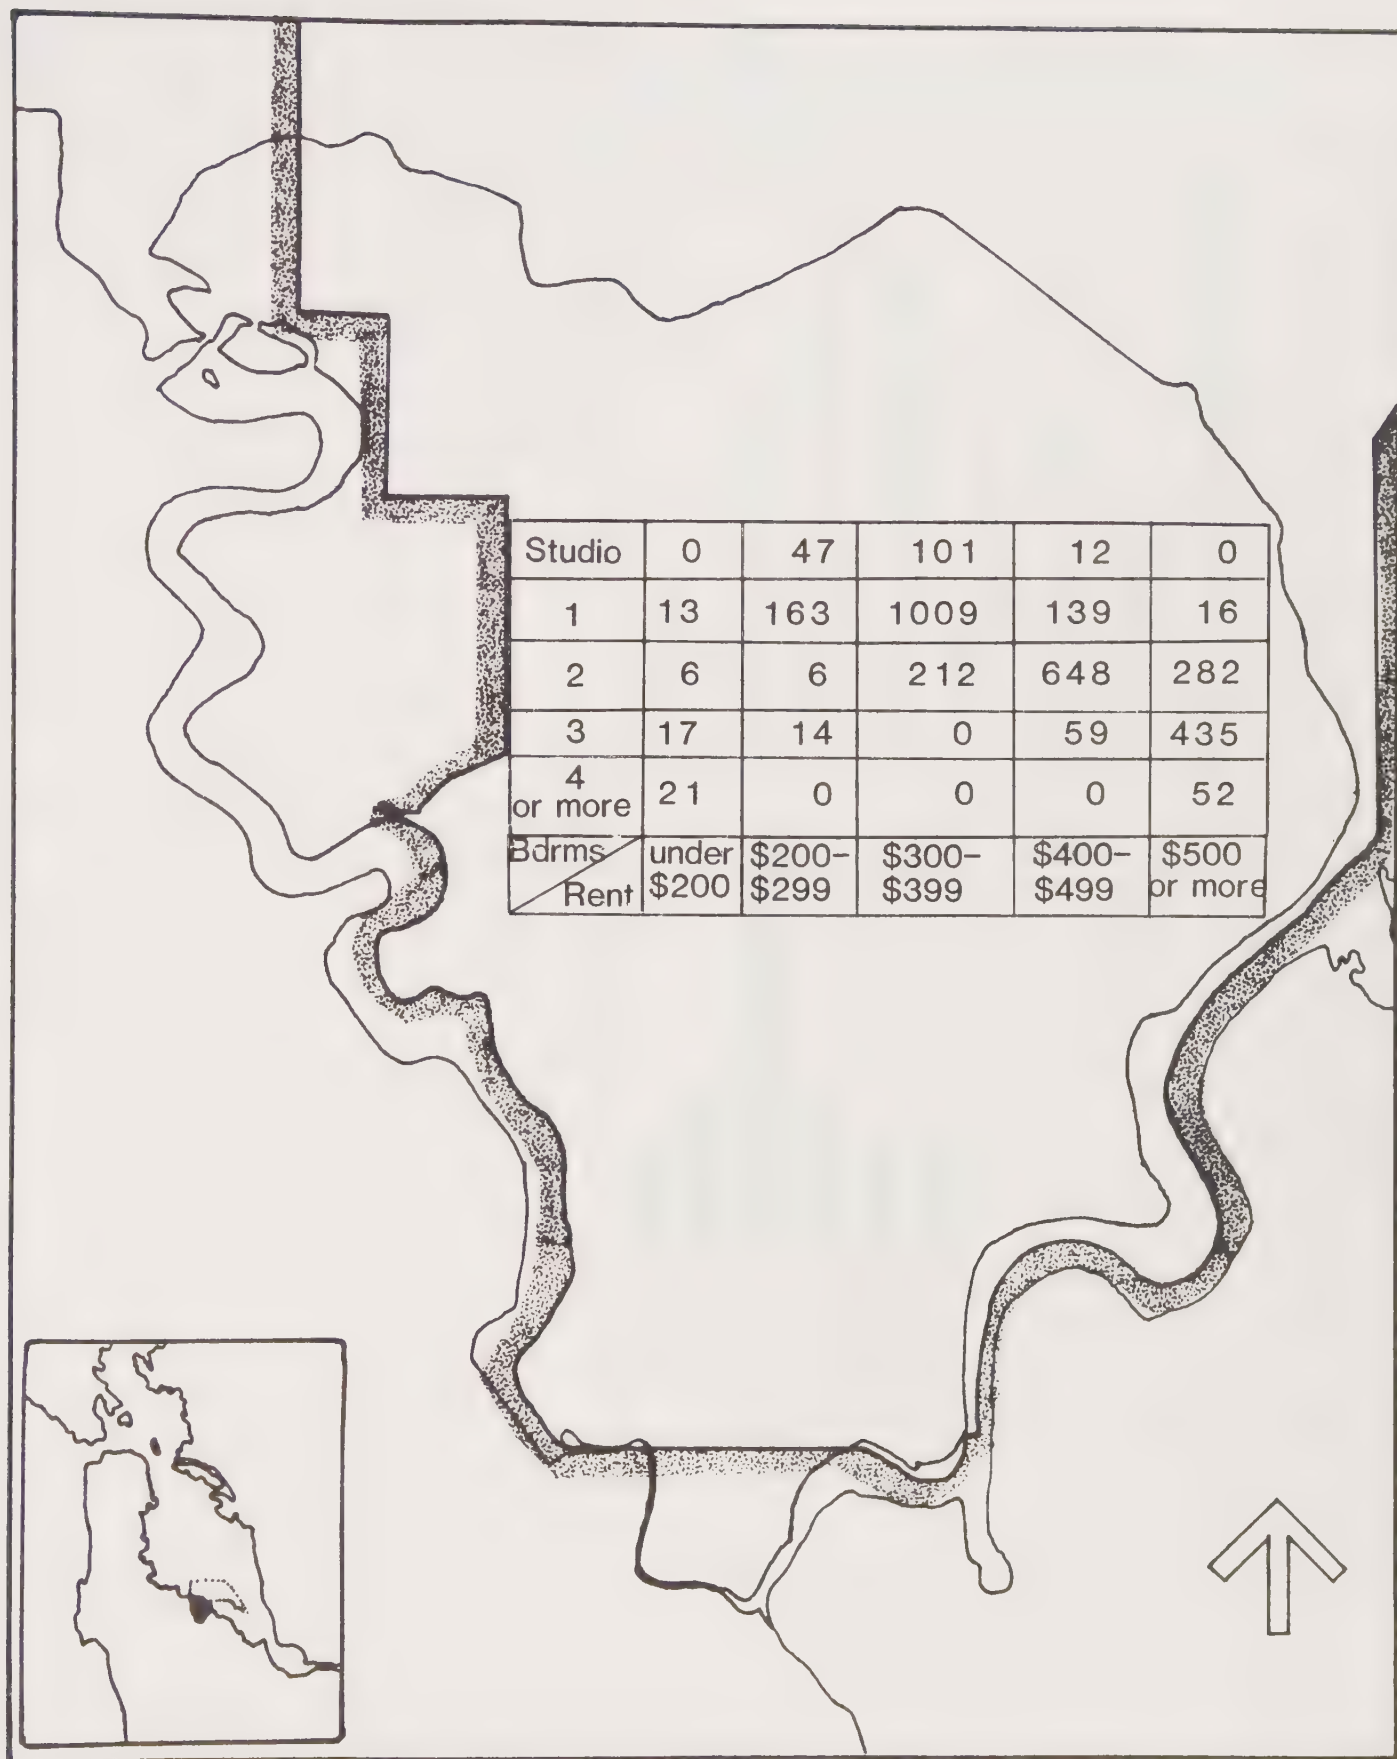 Studio 0 47 101 12 0
1 13 163 1009 139 16
2 6 6 212 648 282
3 17 14 0 59 435
4
or more 21 0 0 0 52
Bdrms under $200- $300- $400- $500
Rent $200 $299 $399 $499 or more